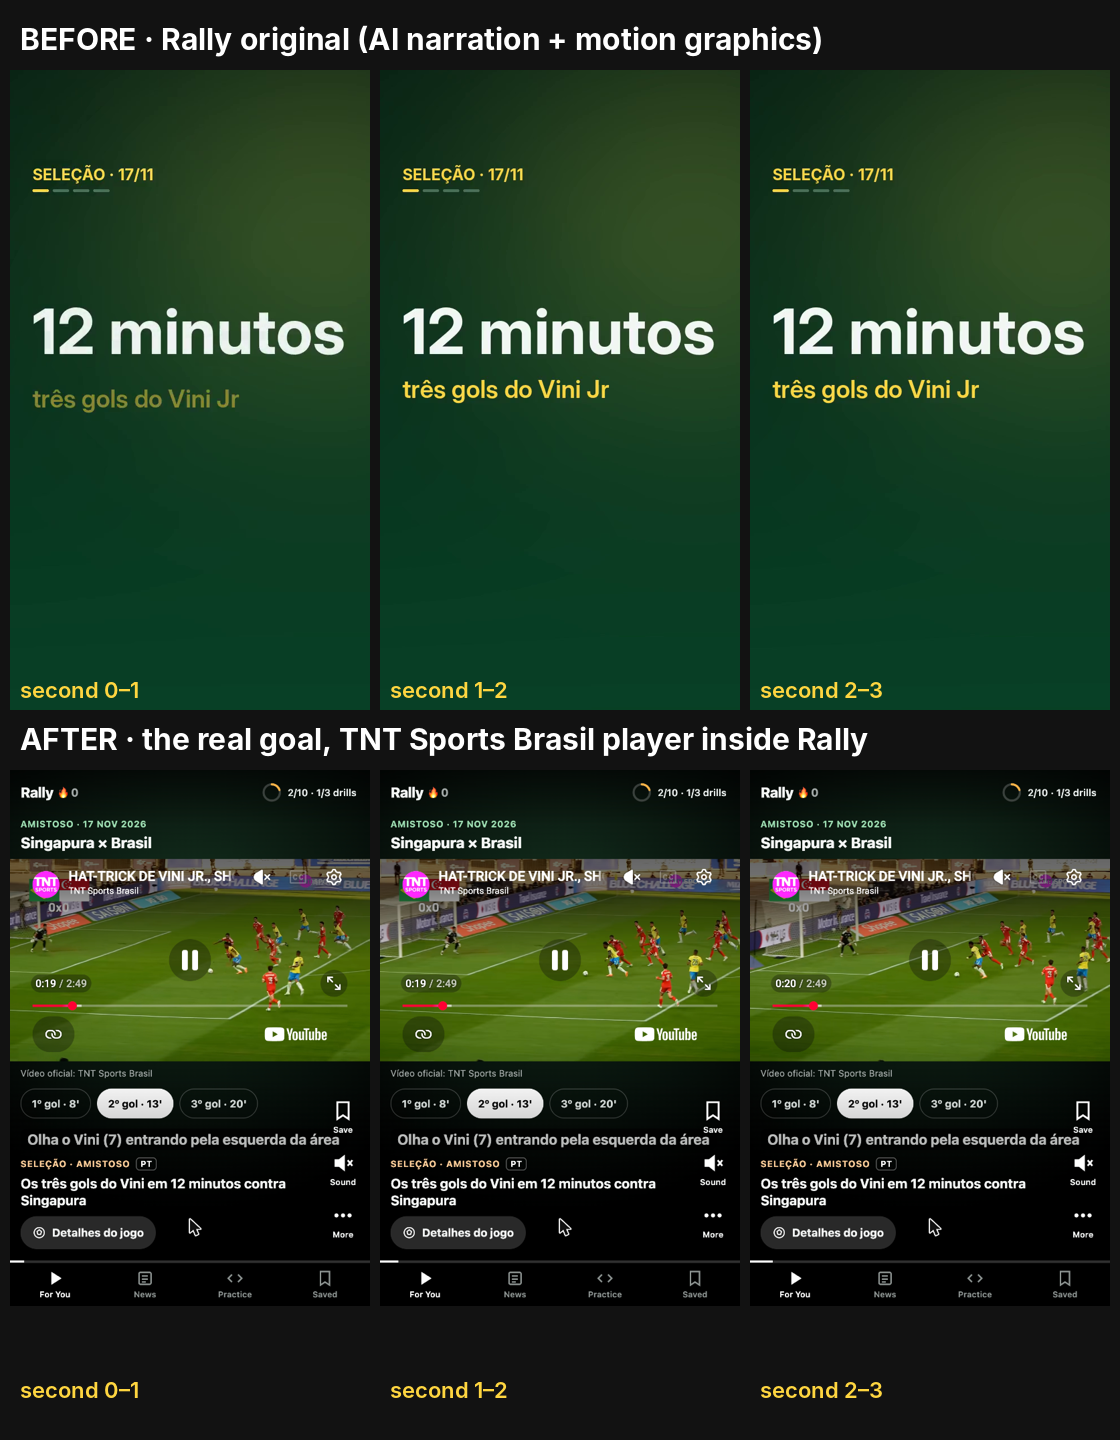 BEFORE · Rally original (AI narration + motion graphics)
SELEÇÃO · 17/11
12 minutos
três gols do Vini Jr
second 0–1
SELEÇÃO · 17/11
12 minutos
três gols do Vini Jr
second 1–2
SELEÇÃO · 17/11
12 minutos
três gols do Vini Jr
second 2–3
AFTER · the real goal, TNT Sports Brasil player inside Rally
Rally 🔥 0
2/10 · 1/3 drills
AMISTOSO · 17 NOV 2026
Singapura × Brasil
TNT SPORTS
HAT-TRICK DE VINI JR., SH
TNT Sports Brasil
0x0
0:19 / 2:49
YouTube
Vídeo oficial: TNT Sports Brasil
1º gol · 8'
2º gol · 13'
3º gol · 20'
Save
Olha o Vini (7) entrando pela esquerda da área
SELEÇÃO · AMISTOSO PT
Sound
Os três gols do Vini em 12 minutos contra
Singapura
Detalhes do jogo
More
For You
News
Practice
Saved
second 0–1
Rally 🔥 0
2/10 · 1/3 drills
AMISTOSO · 17 NOV 2026
Singapura × Brasil
TNT SPORTS
HAT-TRICK DE VINI JR., SH
TNT Sports Brasil
0x0
0:19 / 2:49
YouTube
Vídeo oficial: TNT Sports Brasil
1º gol · 8'
2º gol · 13'
3º gol · 20'
Save
Olha o Vini (7) entrando pela esquerda da área
SELEÇÃO · AMISTOSO PT
Sound
Os três gols do Vini em 12 minutos contra
Singapura
Detalhes do jogo
More
For You
News
Practice
Saved
second 1–2
Rally 🔥 0
2/10 · 1/3 drills
AMISTOSO · 17 NOV 2026
Singapura × Brasil
TNT SPORTS
HAT-TRICK DE VINI JR., SH
TNT Sports Brasil
0x0
0:20 / 2:49
YouTube
Vídeo oficial: TNT Sports Brasil
1º gol · 8'
2º gol · 13'
3º gol · 20'
Save
Olha o Vini (7) entrando pela esquerda da área
SELEÇÃO · AMISTOSO PT
Sound
Os três gols do Vini em 12 minutos contra
Singapura
Detalhes do jogo
More
For You
News
Practice
Saved
second 2–3